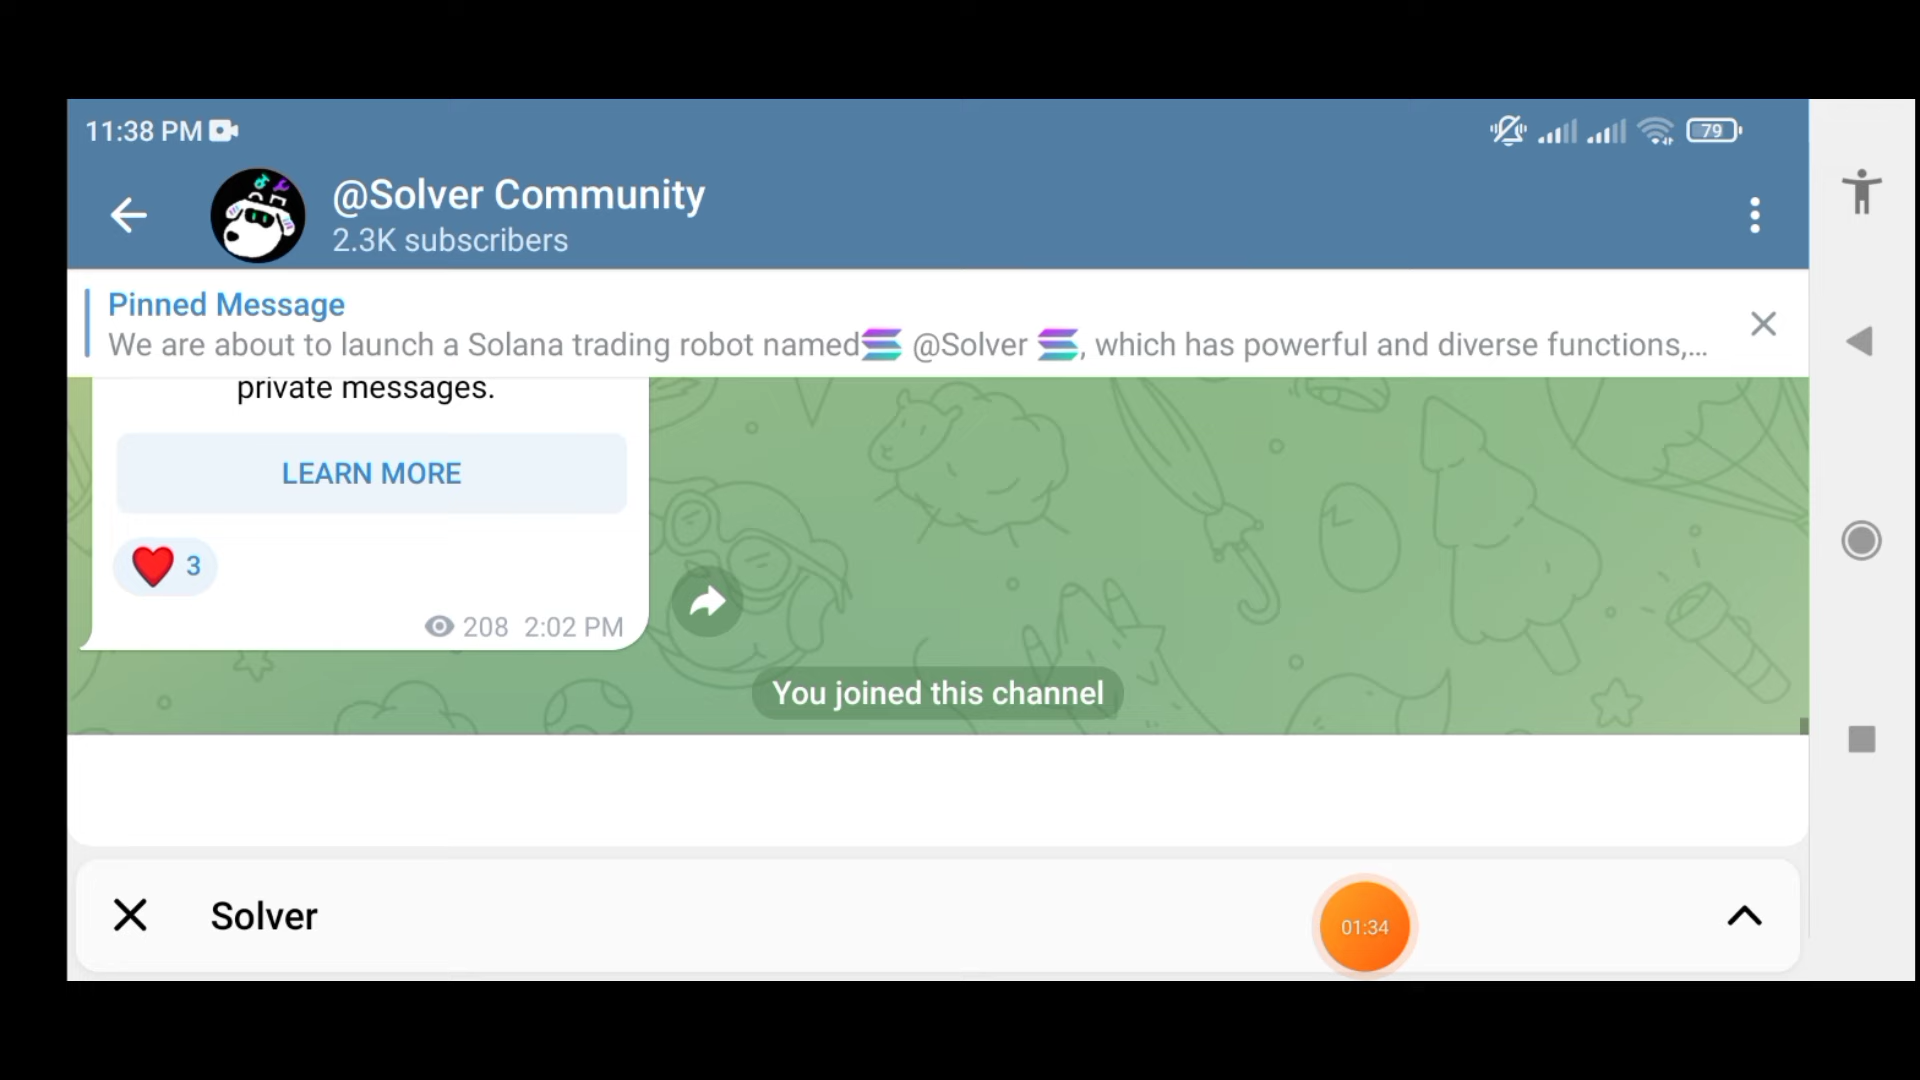 11:38 PM
79
@Solver Community
2.3K subscribers
Pinned Message
We are about to launch a Solana trading robot named @Solver , which has powerful and diverse functions,...
private messages.
LEARN MORE
❤️ 3
208 2:02 PM
You joined this channel
Solver
01:34